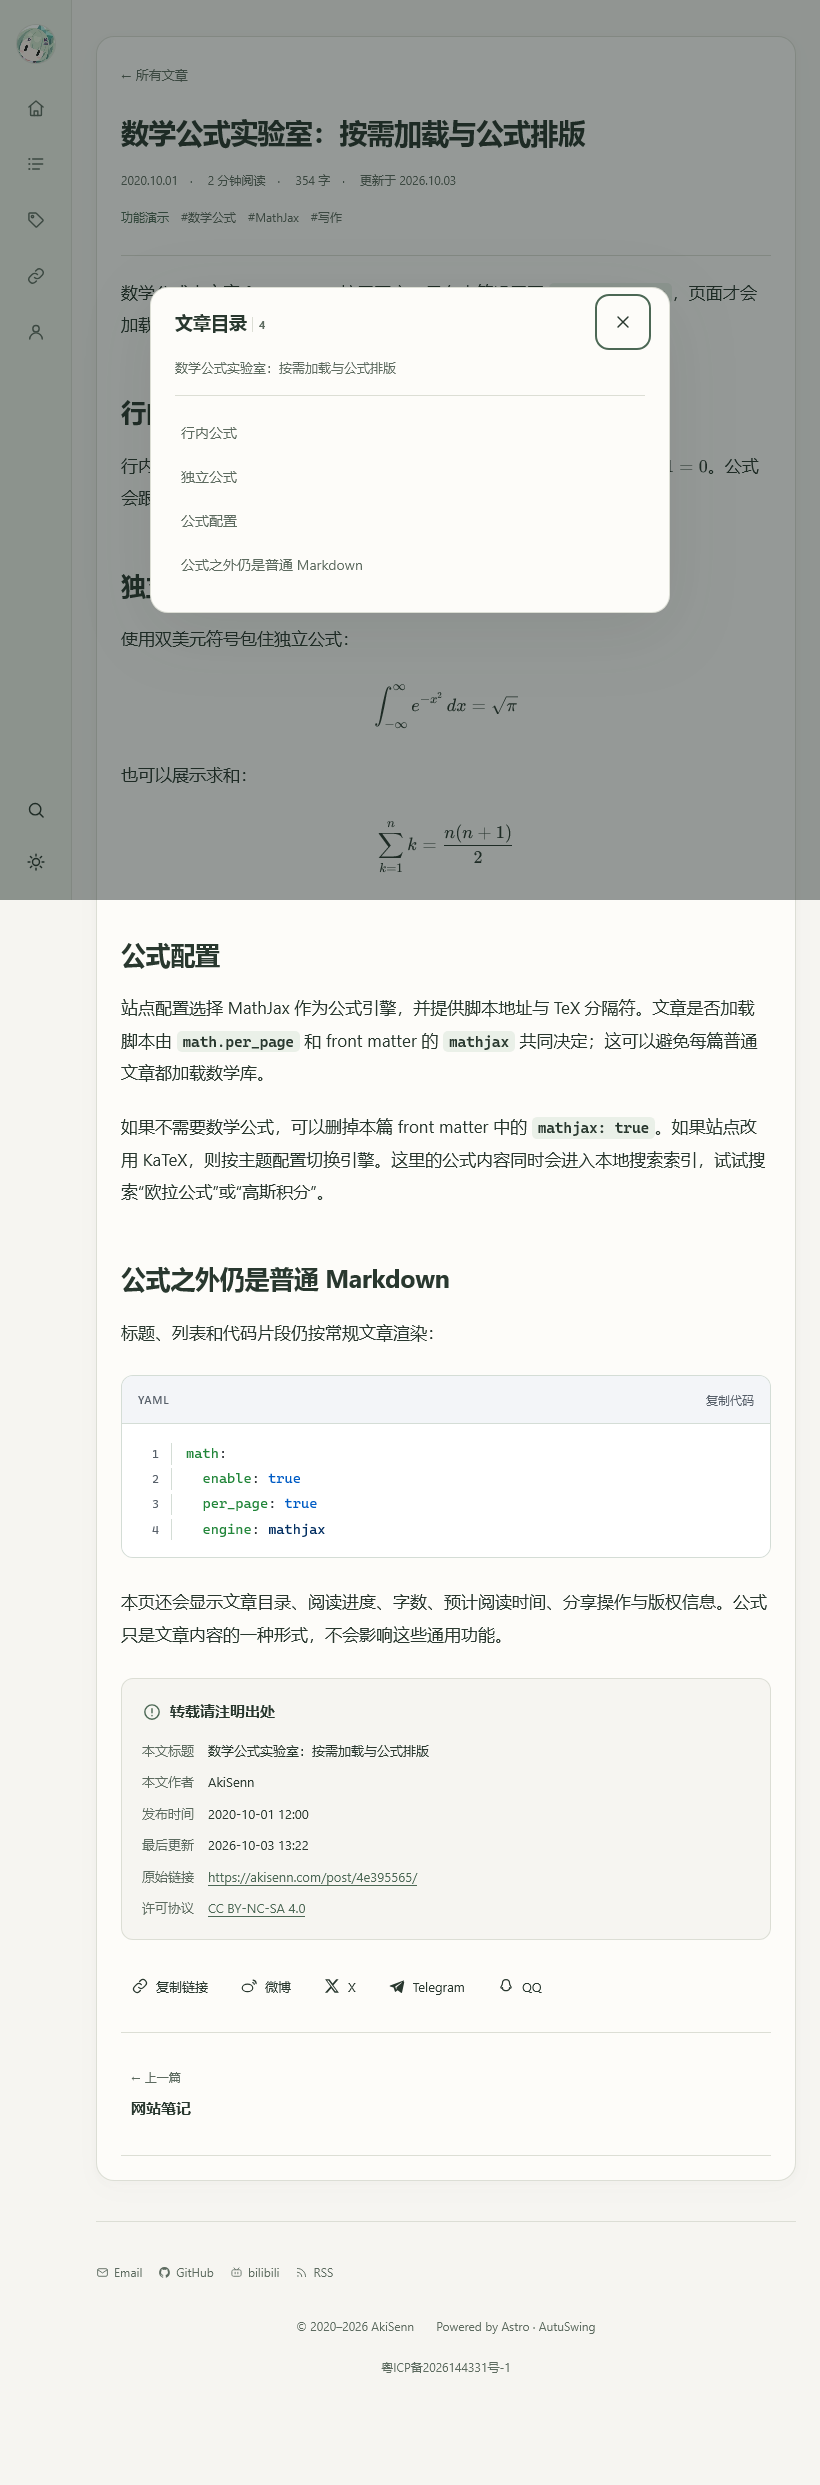 ← 所有文章
数学公式实验室：按需加载与公式排版
2020.10.01 · 2 分钟阅读 · 354 字 · 更新于 2026.10.03
功能演示 #数学公式 #MathJax #写作
，页面才会
加载
文章目录 4
数学公式实验室：按需加载与公式排版
行内公式
独立公式
公式配置
公式之外仍是普通 Markdown
行内
行内 1 = 0。公式
会跟
独立
使用双美元符号包住独立公式：
∫_{−∞}^{∞} e^{−x²} dx = √π
也可以展示求和：
∑_{k=1}^{n} k = n(n + 1)/2
公式配置
站点配置选择 MathJax 作为公式引擎，并提供脚本地址与 TeX 分隔符。文章是否加载
脚本由 math.per_page 和 front matter 的 mathjax 共同决定；这可以避免每篇普通
文章都加载数学库。
如果不需要数学公式，可以删掉本篇 front matter 中的 mathjax: true。如果站点改
用 KaTeX，则按主题配置切换引擎。这里的公式内容同时会进入本地搜索索引，试试搜
索“欧拉公式”或“高斯积分”。
公式之外仍是普通 Markdown
标题、列表和代码片段仍按常规文章渲染：
YAML 复制代码
1 math:
2   enable: true
3   per_page: true
4   engine: mathjax
本页还会显示文章目录、阅读进度、字数、预计阅读时间、分享操作与版权信息。公式
只是文章内容的一种形式，不会影响这些通用功能。
转载请注明出处
本文标题 数学公式实验室：按需加载与公式排版
本文作者 AkiSenn
发布时间 2020-10-01 12:00
最后更新 2026-10-03 13:22
原始链接 https://akisenn.com/post/4e395565/
许可协议 CC BY-NC-SA 4.0
复制链接 微博 X Telegram QQ
← 上一篇
网站笔记
Email GitHub bilibili RSS
© 2020–2026 AkiSenn Powered by Astro · AutuSwing
粤ICP备2026144331号-1